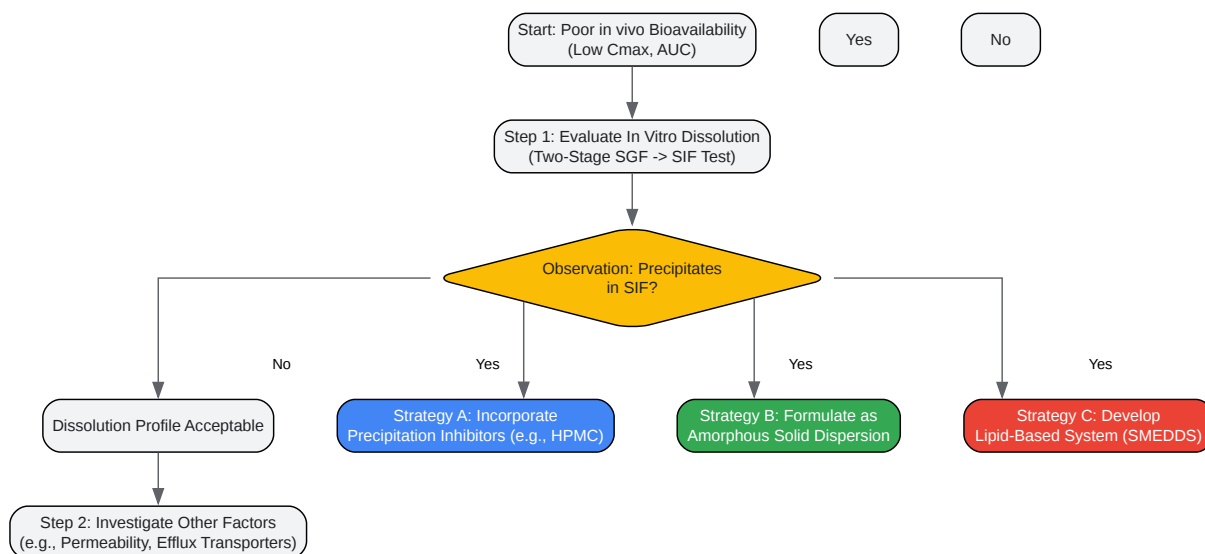 Start: Poor in vivo Bioavailability
(Low Cmax, AUC)
Yes
No
Step 1: Evaluate In Vitro Dissolution
(Two-Stage SGF -> SIF Test)
Observation: Precipitates
in SIF?
No
Yes
Yes
Yes
Dissolution Profile Acceptable
Strategy A: Incorporate
Precipitation Inhibitors (e.g., HPMC)
Strategy B: Formulate as
Amorphous Solid Dispersion
Strategy C: Develop
Lipid-Based System (SMEDDS)
Step 2: Investigate Other Factors
(e.g., Permeability, Efflux Transporters)